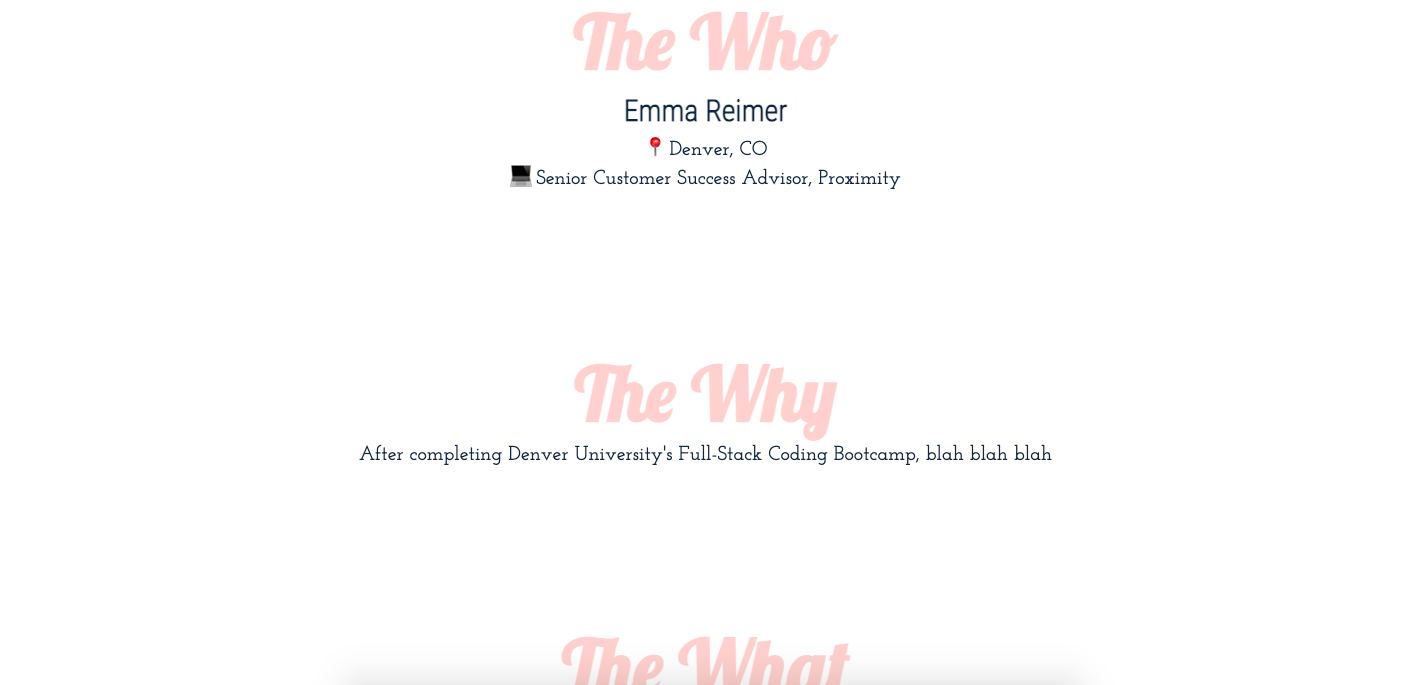 The Who
Emma Reimer
📍 Denver, CO
💻 Senior Customer Success Advisor, Proximity
The Why
After completing Denver University's Full-Stack Coding Bootcamp, blah blah blah
The What